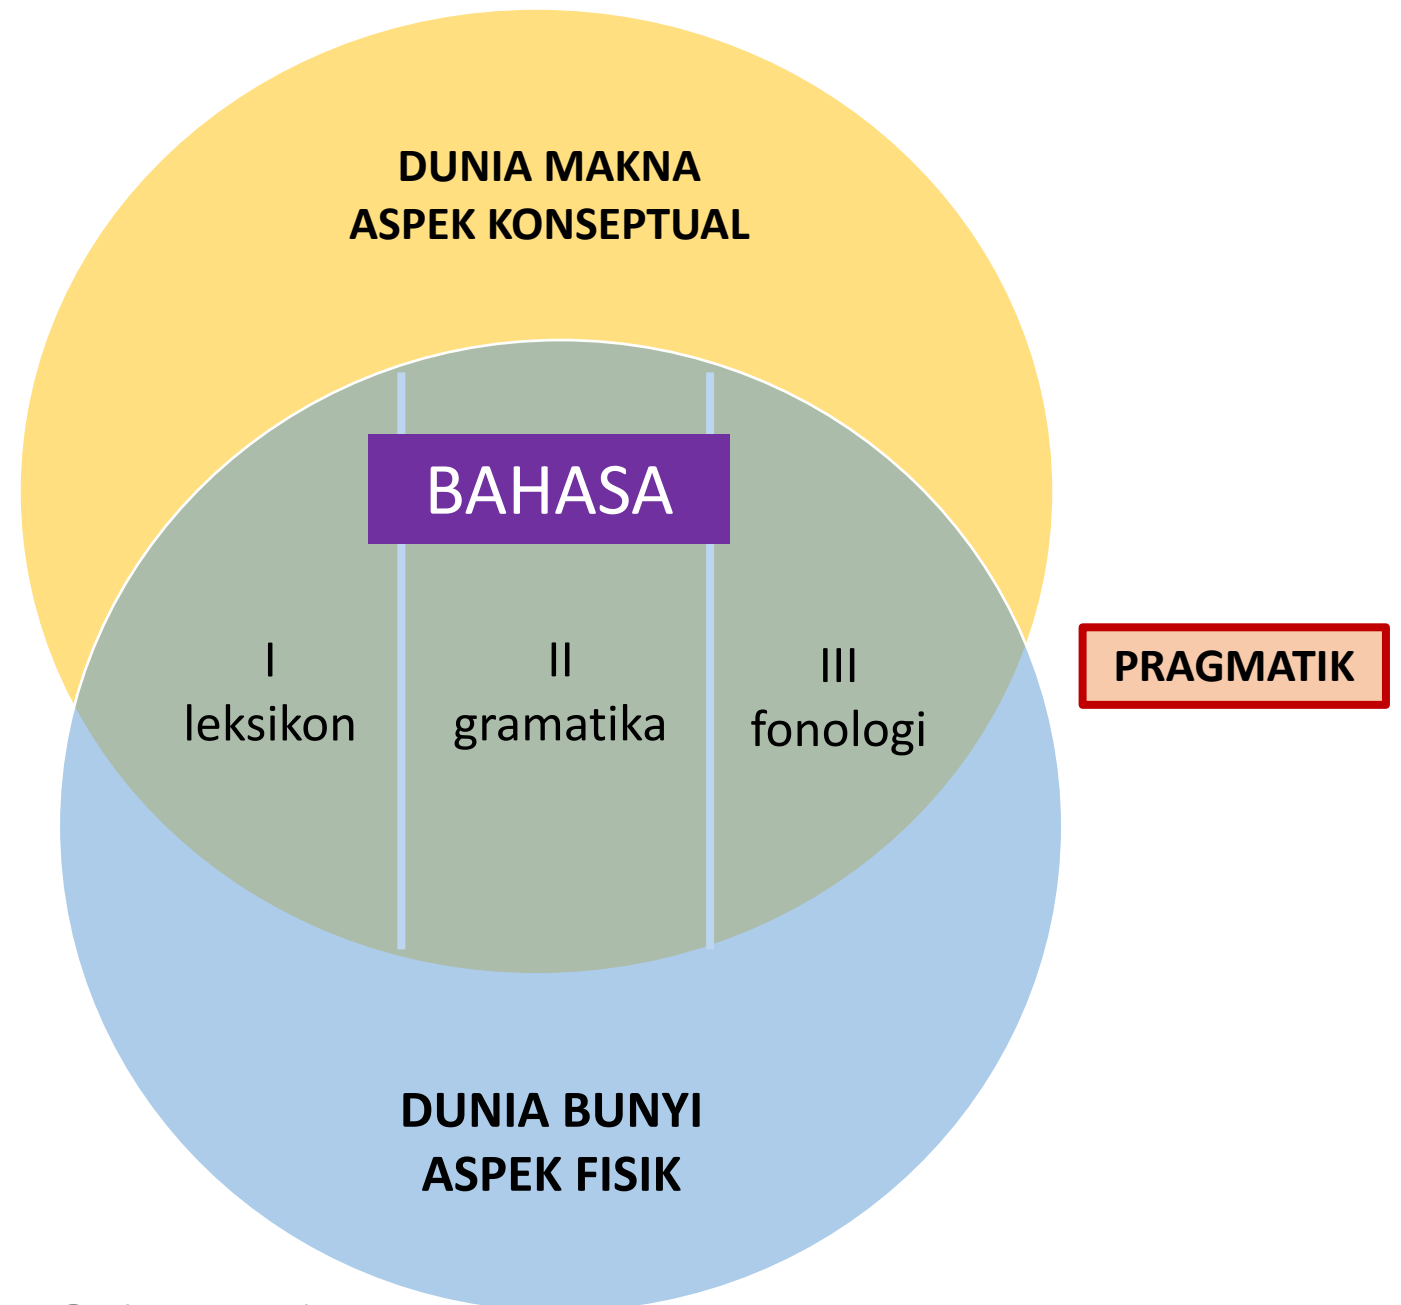 DUNIA MAKNA
ASPEK KONSEPTUAL
BAHASA
I
leksikon
II
gramatika
III
fonologi
PRAGMATIK
DUNIA BUNYI
ASPEK FISIK